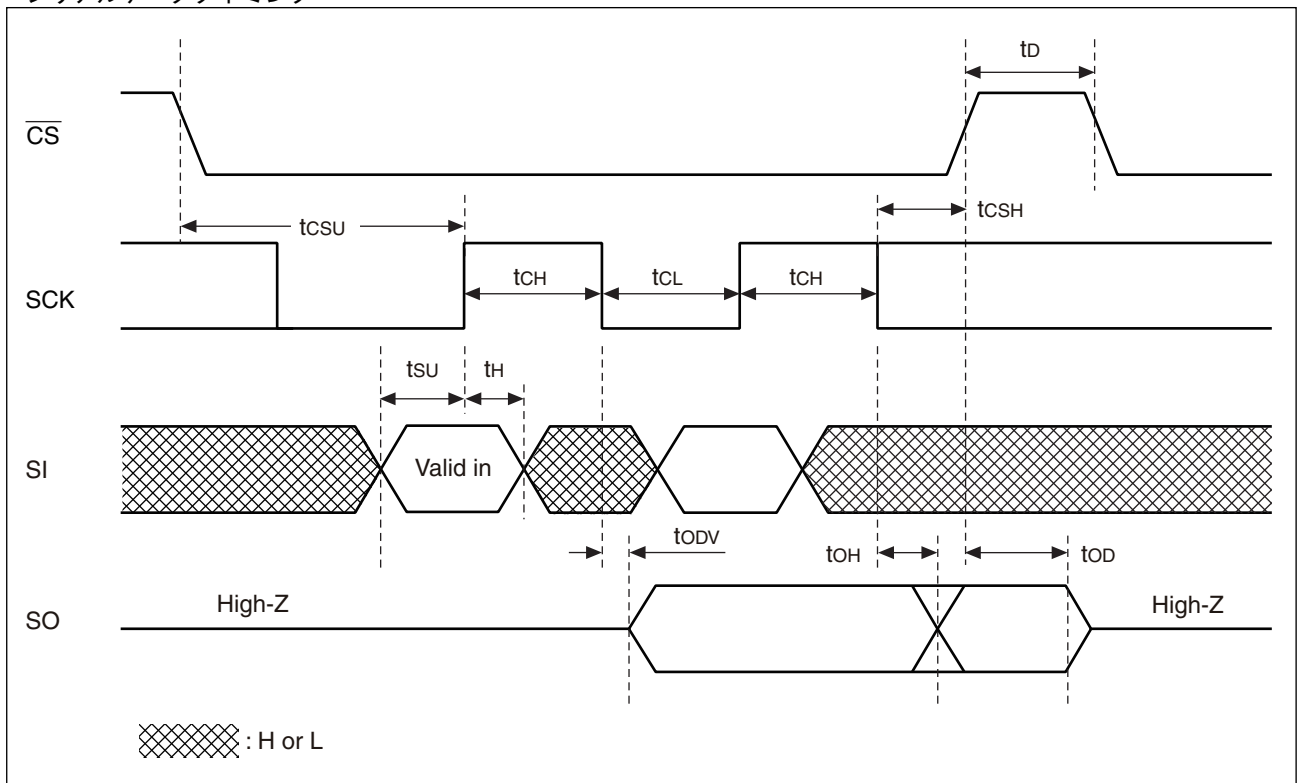 tD
CS
tCSU
tCSH
SCK
tCH
tCL
tCH
tSU
tH
SI
Valid in
tODV
tOH
tOD
SO
High-Z
High-Z
: H or L